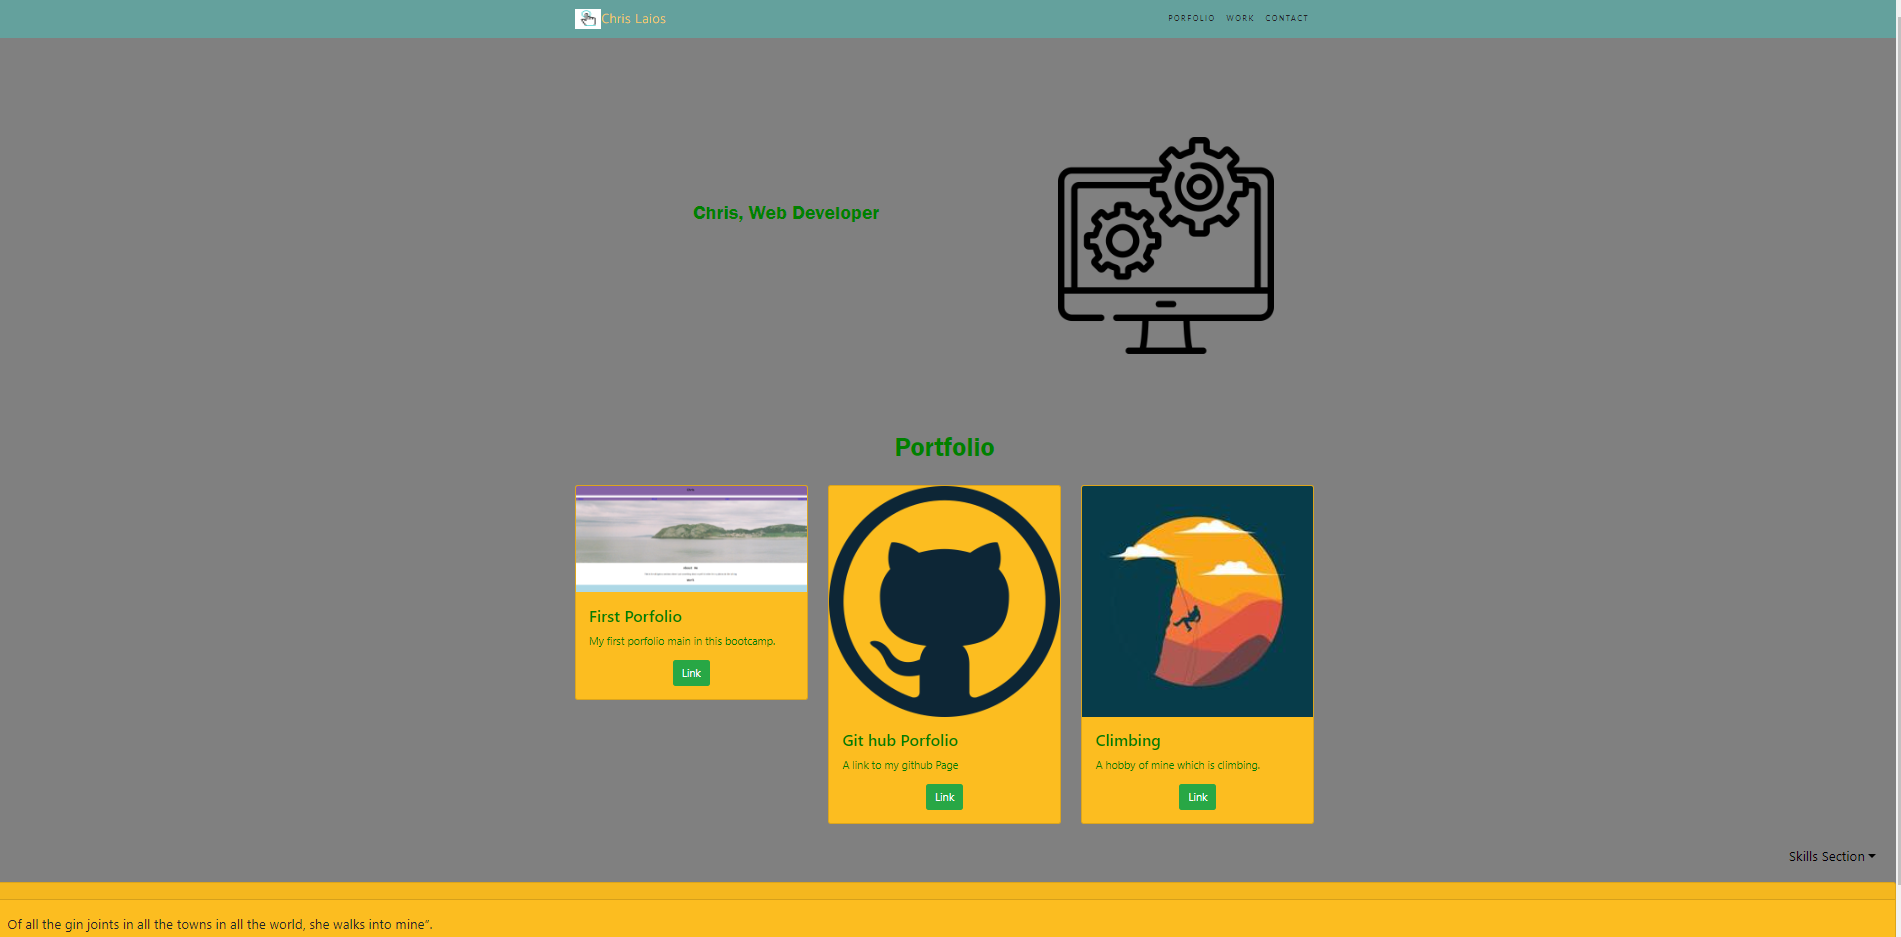 Chris Laios
PORFOLIO WORK CONTACT
Chris, Web Developer
Portfolio
First Porfolio
My first porfolio main in this bootcamp.
Link
Git hub Porfolio
A link to my github Page
Link
Climbing
A hobby of mine which is climbing.
Link
Skills Section
Of all the gin joints in all the towns in all the world, she walks into mine”.